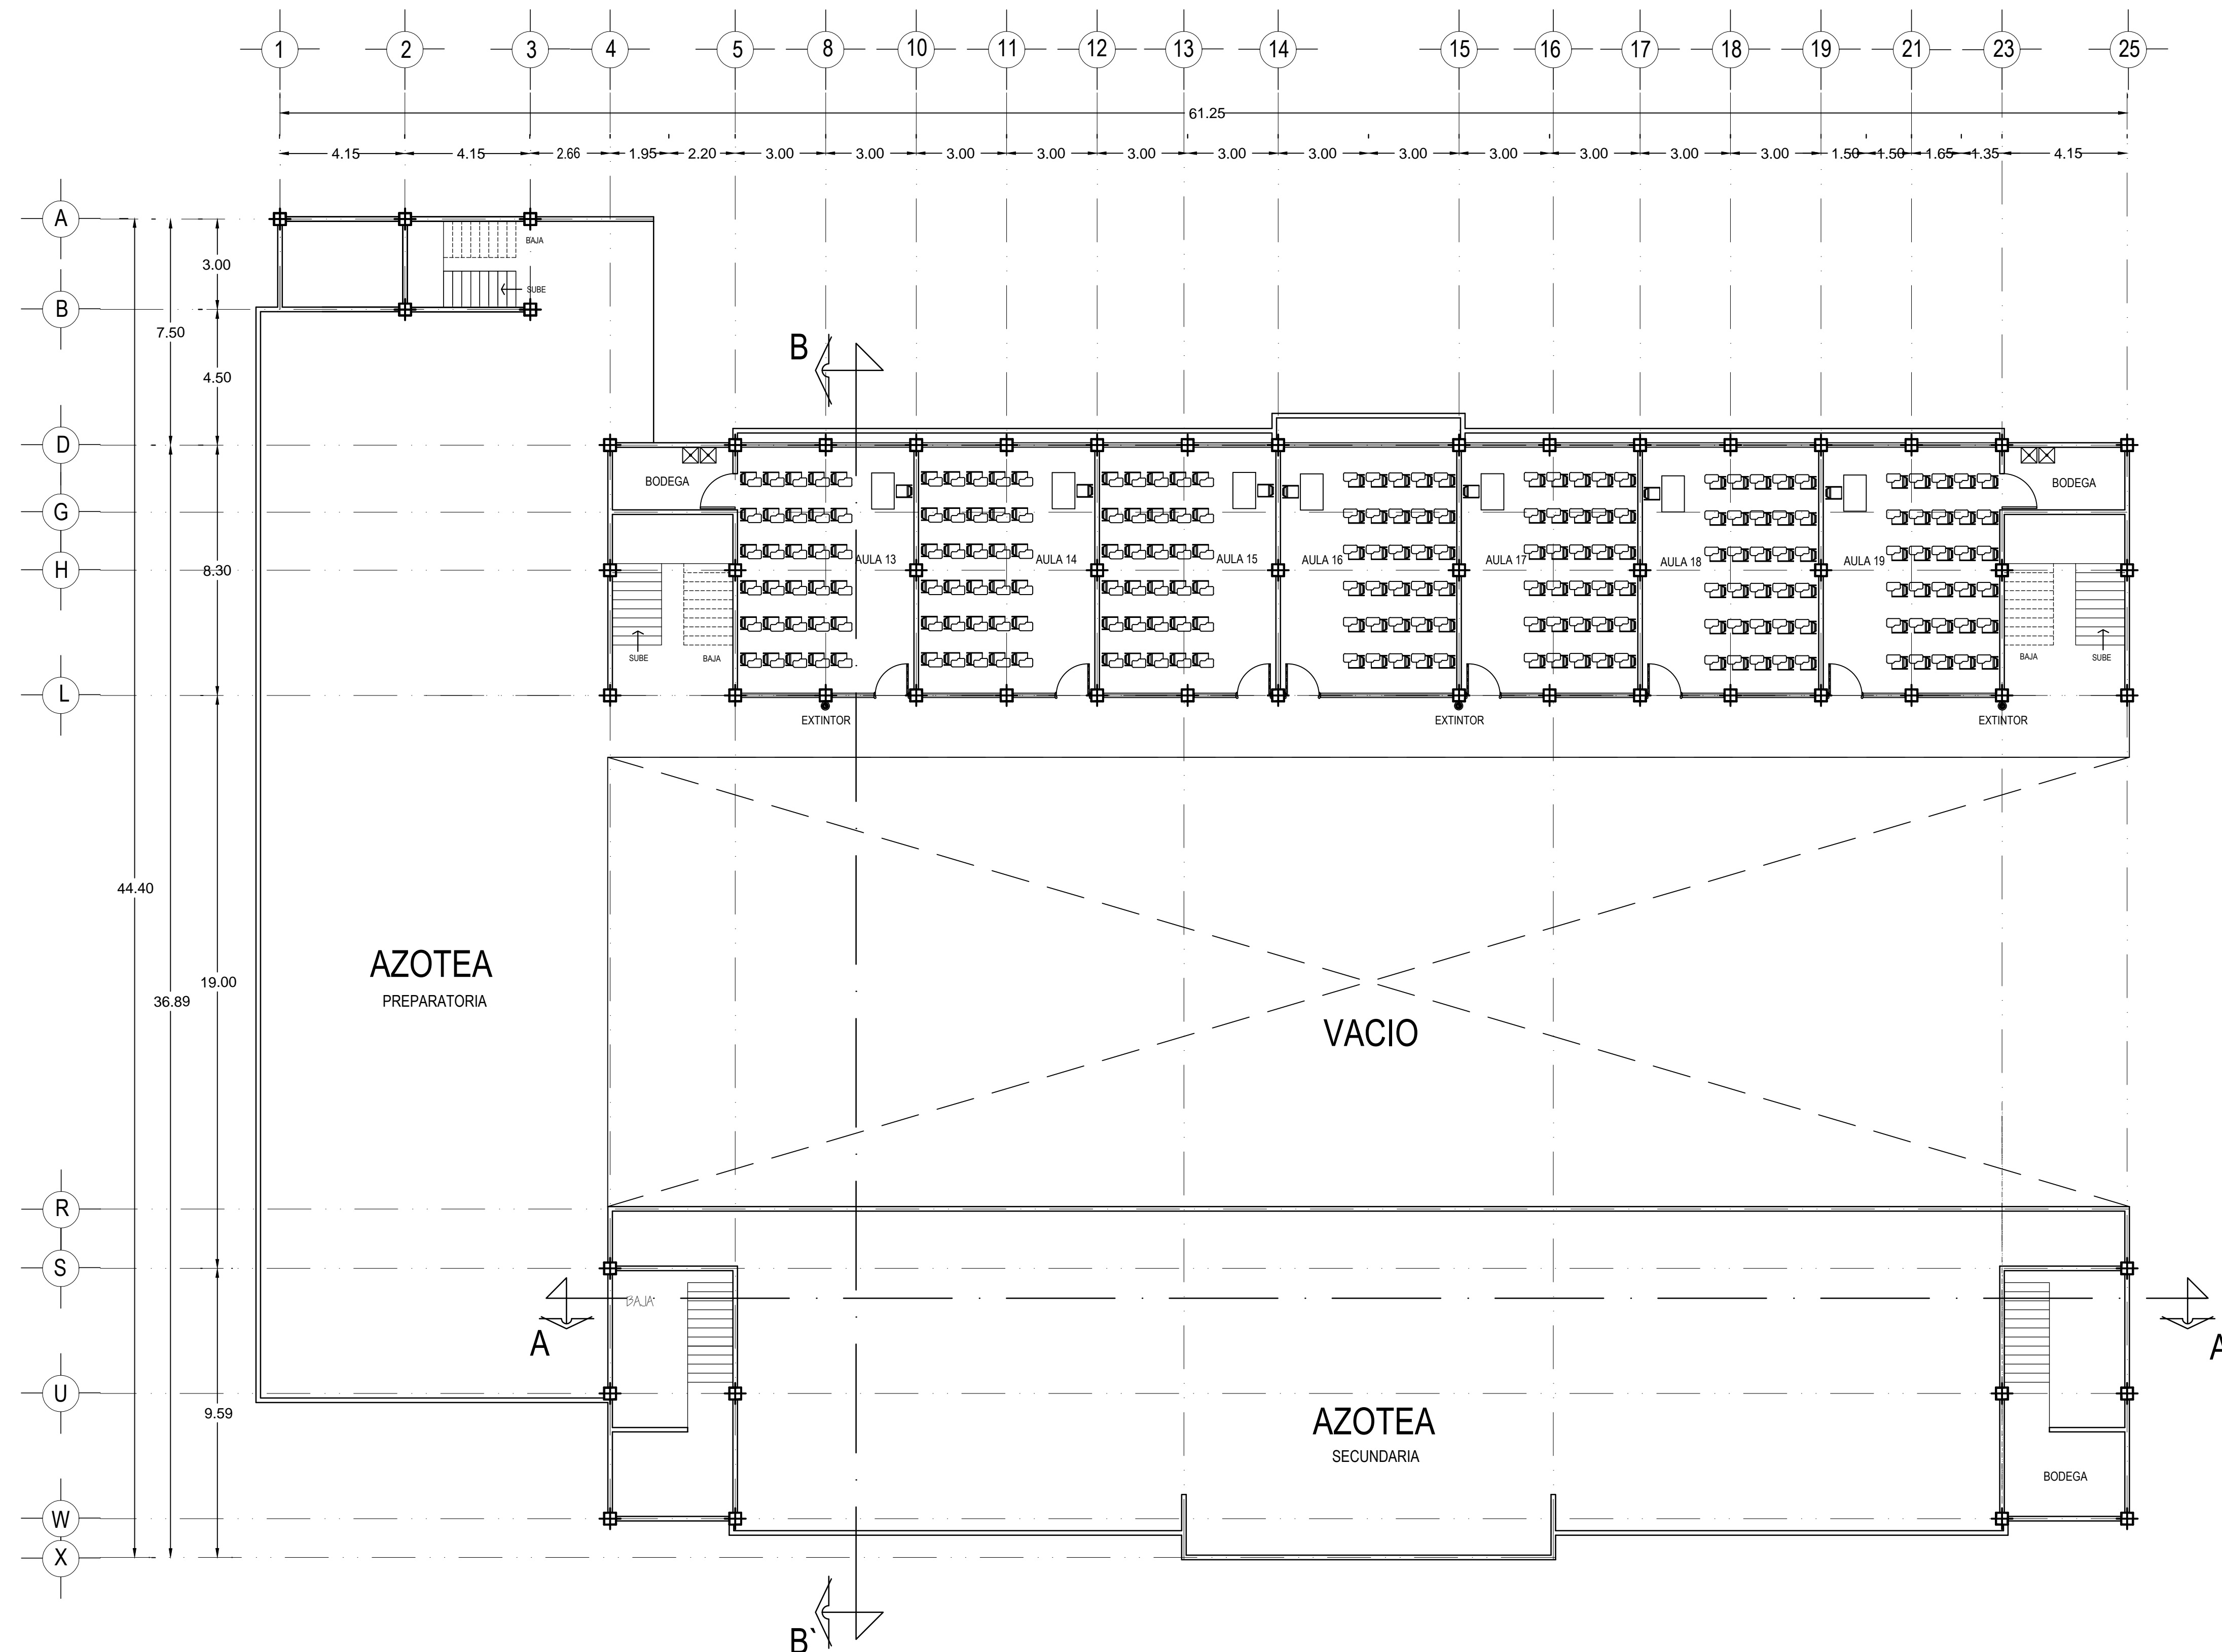 1 2 3 4 5 8 10 11 12 13 14 15 16 17 18 19 21 23 25
61.25
4.15 4.15 2.66 1.95 2.20 3.00 3.00 3.00 3.00 3.00 3.00 3.00 3.00 3.00 3.00 3.00 3.00 1.50 1.50 1.65 1.35 4.15
A
BAJA
3.00
SUBE
B
7.50
B
4.50
D
BODEGA
BODEGA
G
AULA 13 AULA 14 AULA 15 AULA 16 AULA 17 AULA 18 AULA 19
H
8.30
SUBE BAJA
BAJA SUBE
L
EXTINTOR EXTINTOR EXTINTOR
44.40
AZOTEA
PREPARATORIA
19.00
36.89
VACIO
R
S
BAJA
A
A
U
9.59
AZOTEA
SECUNDARIA
BODEGA
W
X
B`